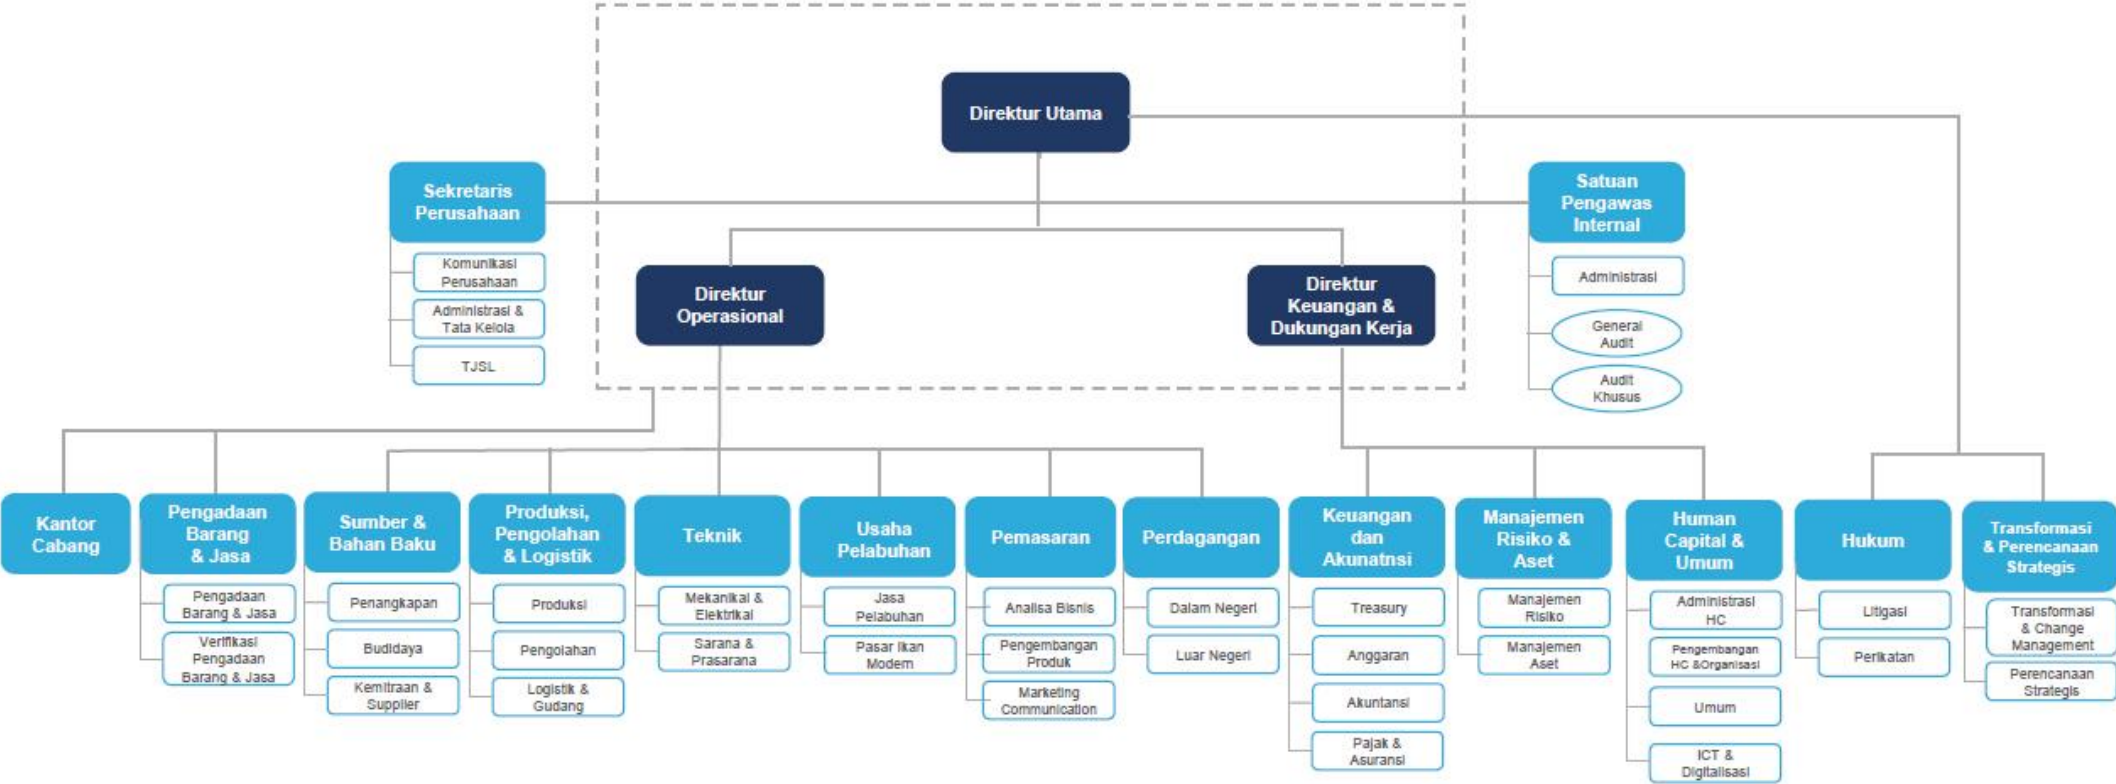 Direktur Utama
Sekretaris
Perusahaan
Komunikasi
Perusahaan
Administrasi &
Tata Kelola
TJSL
Satuan
Pengawas
Internal
Administrasi
General
Audit
Audit
Khusus
Direktur
Operasional
Direktur
Keuangan &
Dukungan Kerja
Kantor
Cabang
Pengadaan
Barang
& Jasa
Pengadaan
Barang & Jasa
Verifikasi
Pengadaan
Barang & Jasa
Sumber &
Bahan Baku
Penangkapan
Budidaya
Kemitraan &
Supplier
Produksi,
Pengolahan
& Logistik
Produksi
Pengolahan
Logistik &
Gudang
Teknik
Mekanikal &
Elektrikal
Sarana &
Prasarana
Usaha
Pelabuhan
Jasa
Pelabuhan
Pasar Ikan
Modern
Pemasaran
Analisa Bisnis
Pengembangan
Produk
Marketing
Communication
Perdagangan
Dalam Negeri
Luar Negeri
Keuangan
dan
Akunatnsi
Treasury
Anggaran
Akuntansi
Pajak &
Asuransi
Manajemen
Risiko &
Aset
Manajemen
Risiko
Manajemen
Aset
Human
Capital &
Umum
Administrasi
HC
Pengembangan
HC &Organisasi
Umum
ICT &
Digitalisasi
Hukum
Litigasi
Perikatan
Transformasi
& Perencanaan
Strategis
Transformasi
& Change
Management
Perencanaan
Strategis